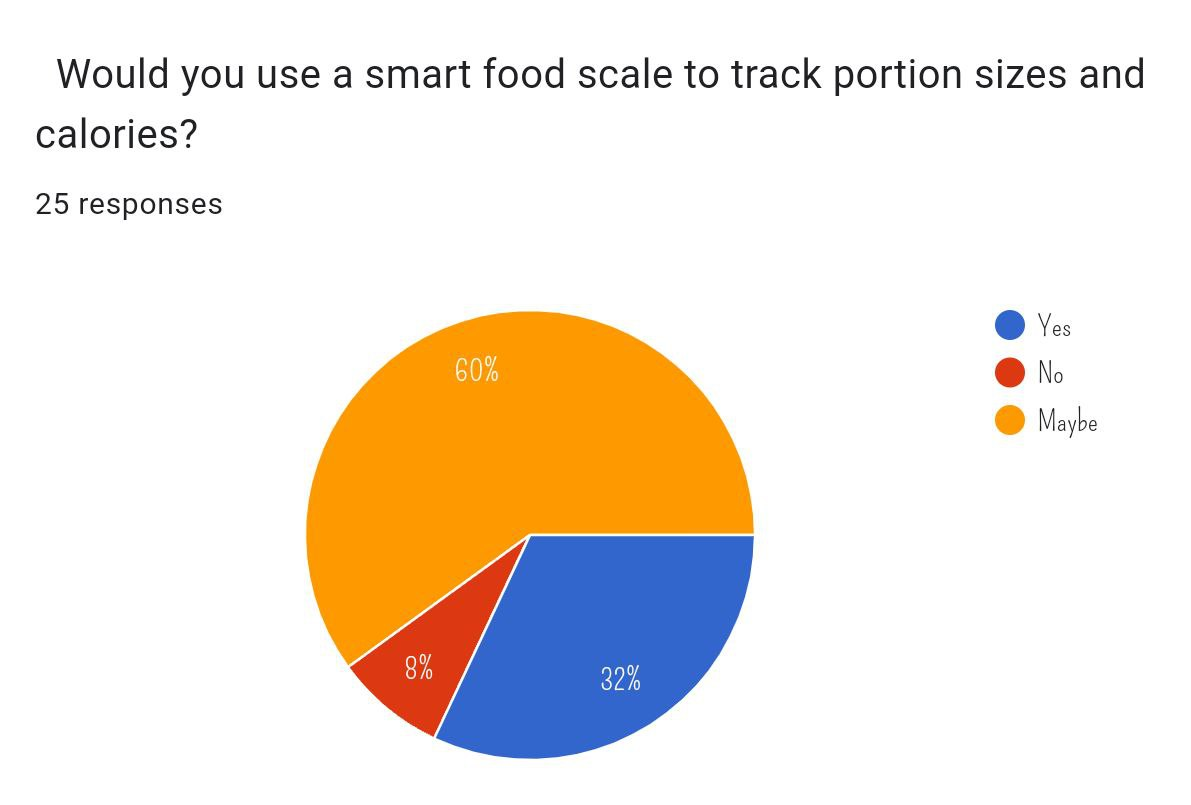 Would you use a smart food scale to track portion sizes and
calories?
25 responses
60%
8%
32%
Yes
No
Maybe